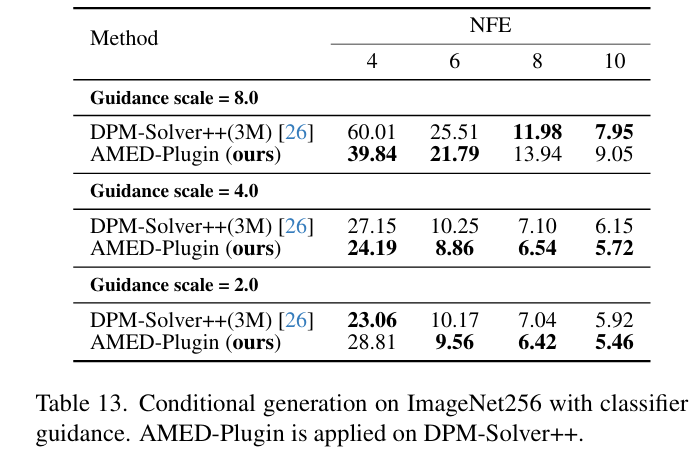 Method NFE
4 6 8 10
Guidance scale = 8.0
DPM-Solver++(3M) [26] 60.01 25.51 11.98 7.95
AMED-Plugin (ours) 39.84 21.79 13.94 9.05
Guidance scale = 4.0
DPM-Solver++(3M) [26] 27.15 10.25 7.10 6.15
AMED-Plugin (ours) 24.19 8.86 6.54 5.72
Guidance scale = 2.0
DPM-Solver++(3M) [26] 23.06 10.17 7.04 5.92
AMED-Plugin (ours) 28.81 9.56 6.42 5.46
Table 13. Conditional generation on ImageNet256 with classifier
guidance. AMED-Plugin is applied on DPM-Solver++.